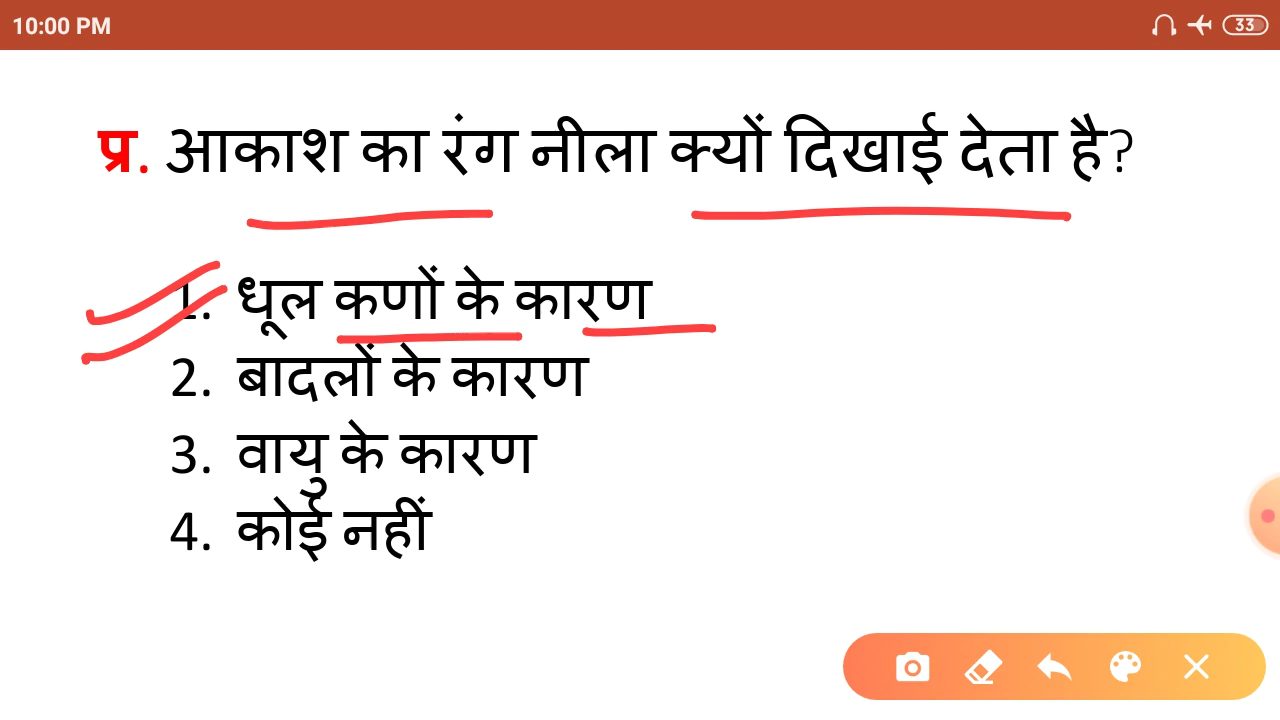 10:00 PM
33
प्र. आकाश का रंग नीला क्यों दिखाई देता है?
1. धूल कणों के कारण
2. बादलों के कारण
3. वायु के कारण
4. कोई नहीं